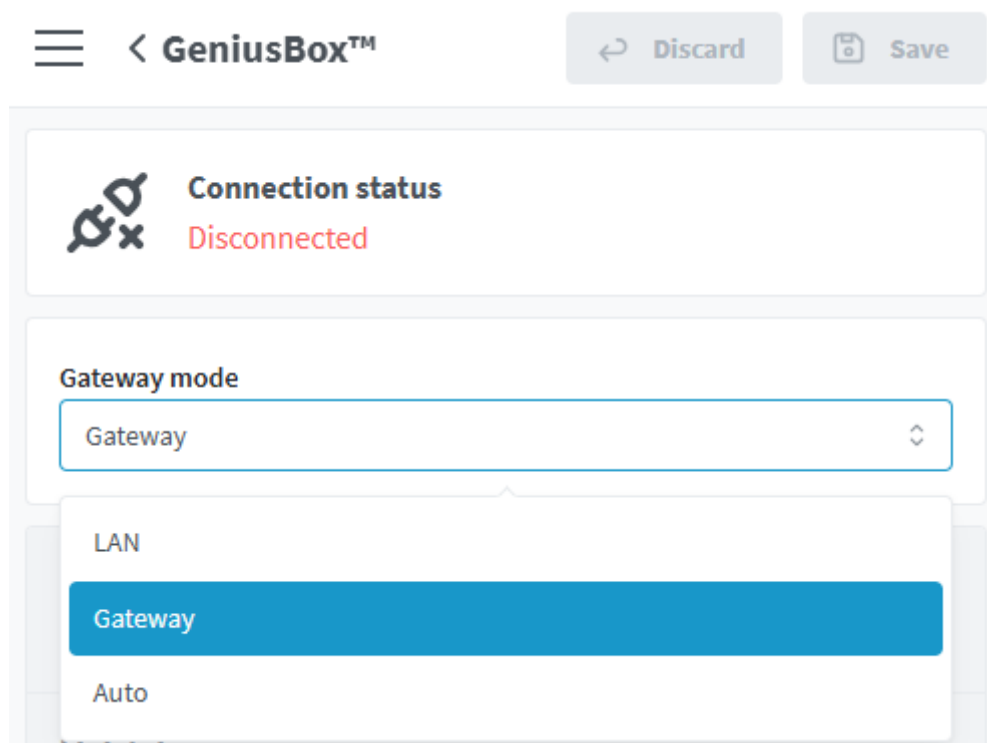 GeniusBox™
Discard
Save
Connection status
Disconnected
Gateway mode
Gateway
LAN
Gateway
Auto